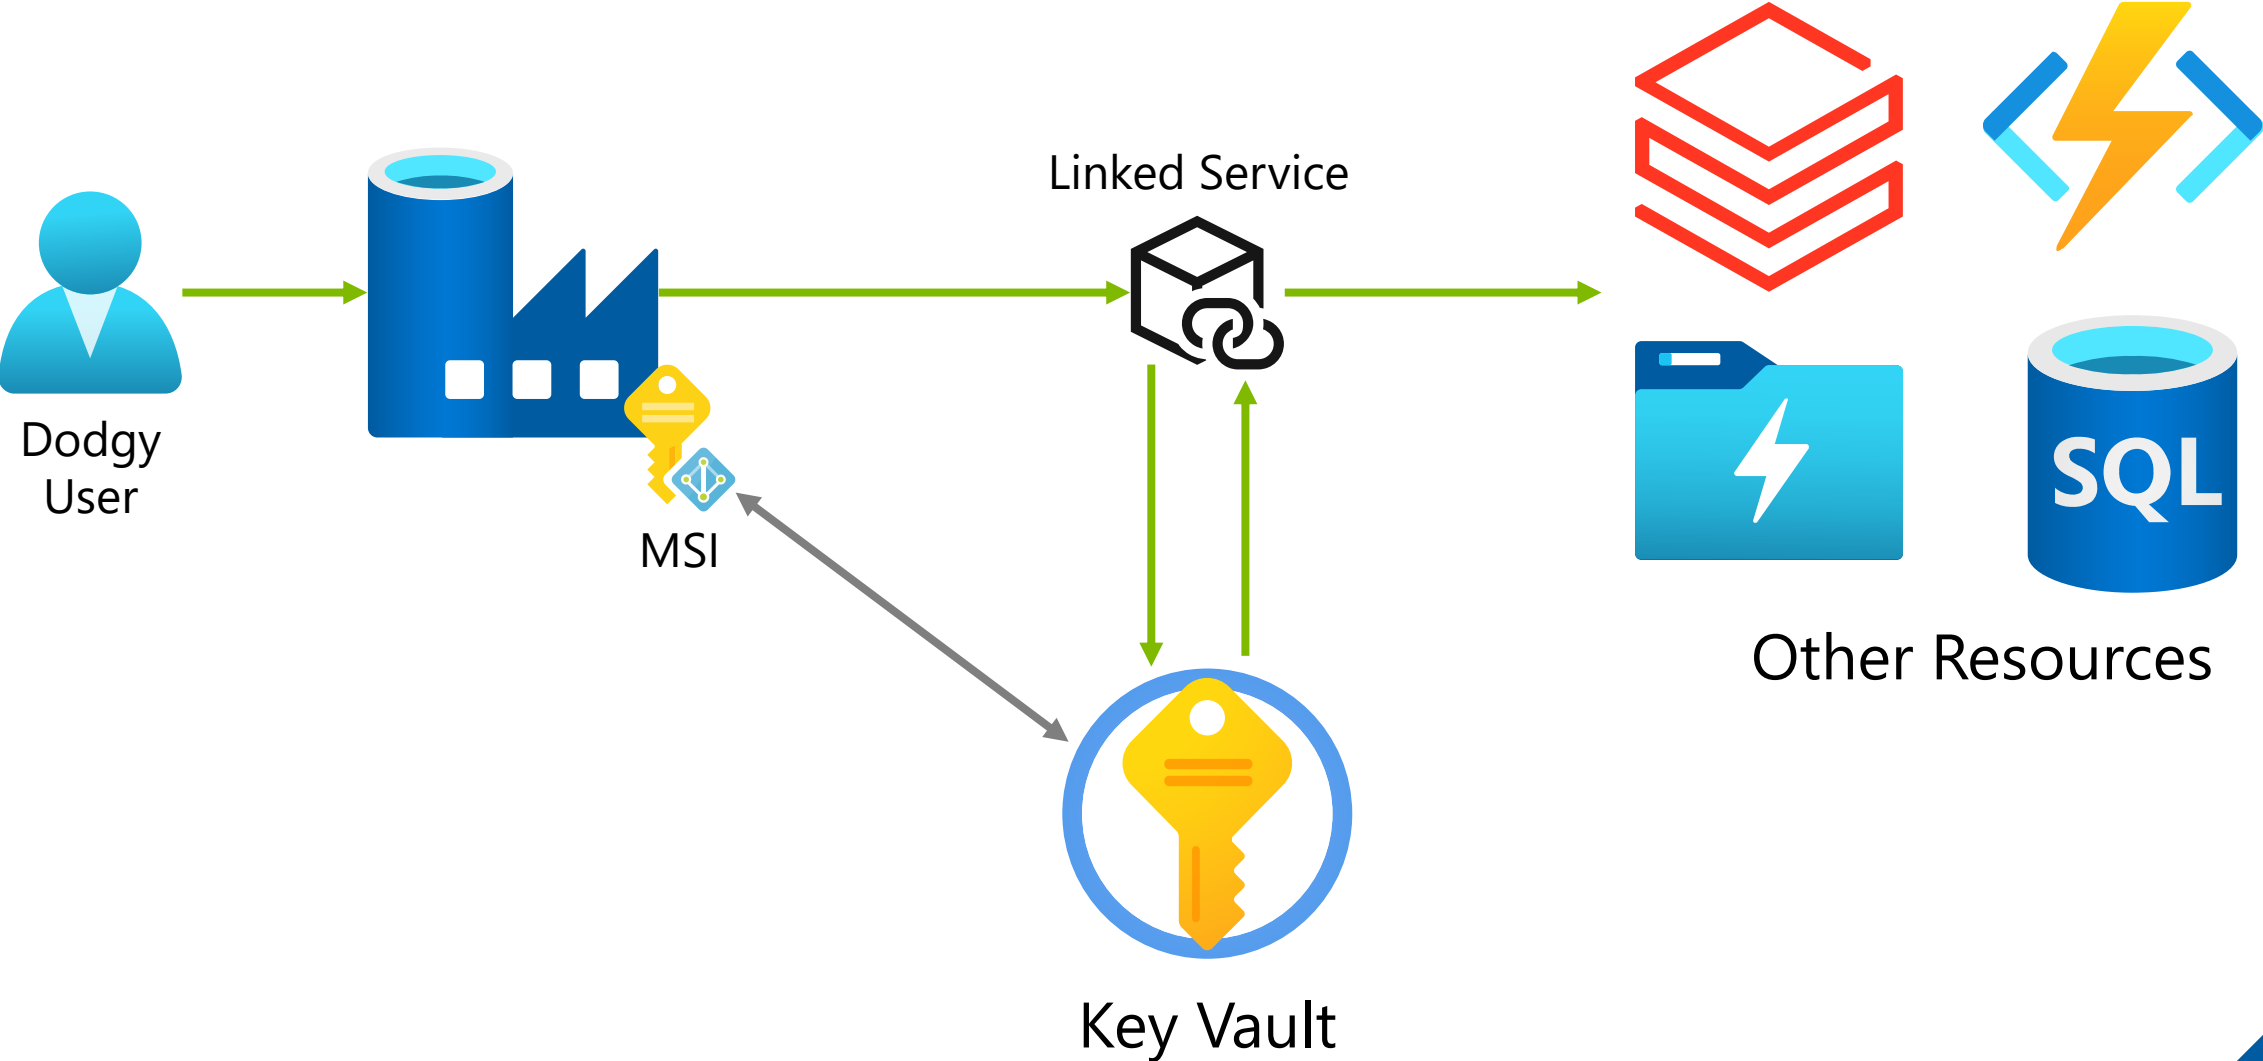 Linked Service
Dodgy
User
MSI
SQL
Other Resources
Key Vault